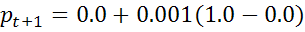 p_{t+1} = 0.0 + 0.001(1.0 − 0.0)